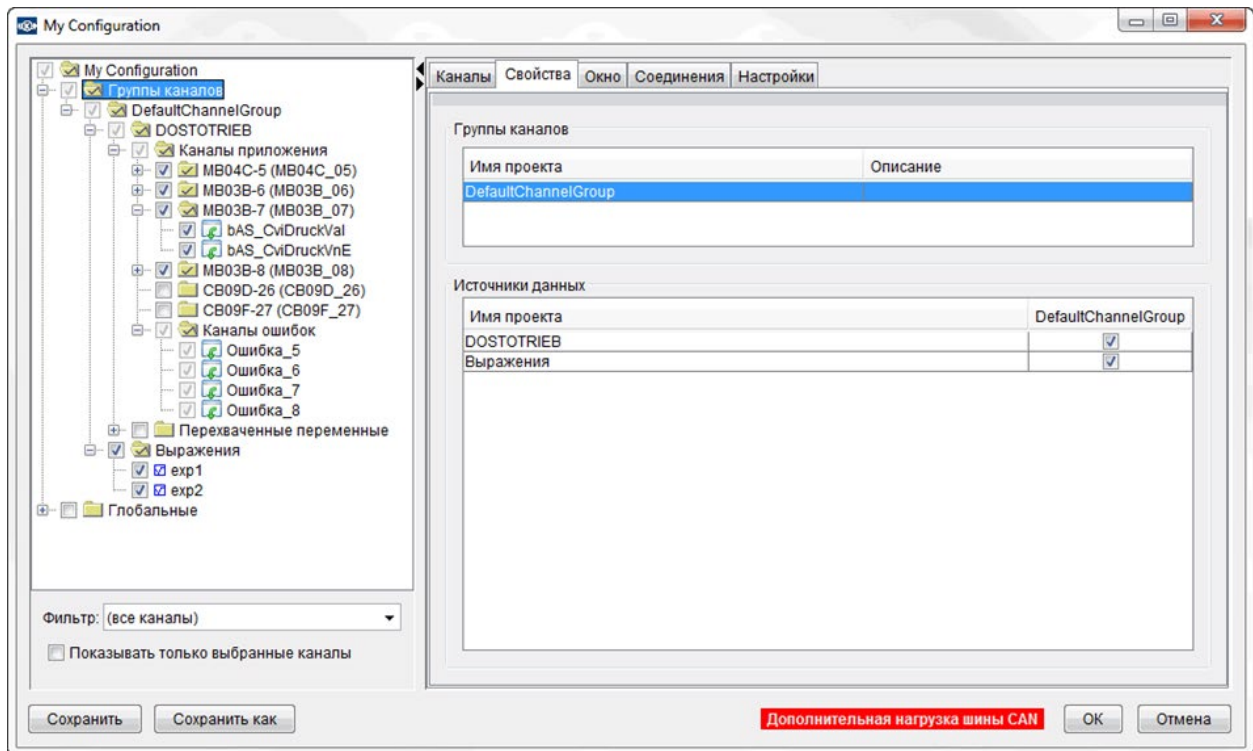 My Configuration
My Configuration
Группы каналов
DefaultChannelGroup
DOSTOTRIEB
Каналы приложения
MB04C-5 (MB04C_05)
MB03B-6 (MB03B_06)
MB03B-7 (MB03B_07)
bAS_CviDruckVal
bAS_CviDruckVnE
MB03B-8 (MB03B_08)
CB09D-26 (CB09D_26)
CB09F-27 (CB09F_27)
Каналы ошибок
Ошибка_5
Ошибка_6
Ошибка_7
Ошибка_8
Перехваченные переменные
Выражения
exp1
exp2
Глобальные
Фильтр: (все каналы)
Показывать только выбранные каналы
Каналы Свойства Окно Соединения Настройки
Группы каналов
Имя проекта Описание
DefaultChannelGroup
Источники данных
Имя проекта DefaultChannelGroup
DOSTOTRIEB
Выражения
Сохранить Сохранить как Дополнительная нагрузка шины CAN OK Отмена